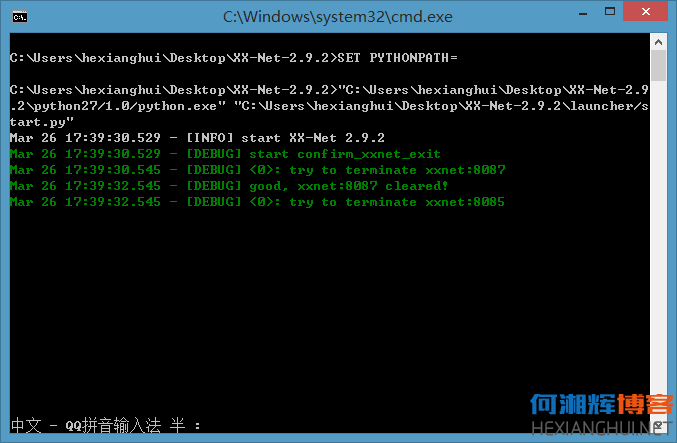 C:\Windows\system32\cmd.exe
C:\Users\hexianghui\Desktop\XX-Net-2.9.2>SET PYTHONPATH=
C:\Users\hexianghui\Desktop\XX-Net-2.9.2>"C:\Users\hexianghui\Desktop\XX-Net-2.9
.2\python27/1.0/python.exe" "C:\Users\hexianghui\Desktop\XX-Net-2.9.2\launcher/s
tart.py"
Mar 26 17:39:30.529 - [INFO] start XX-Net 2.9.2
Mar 26 17:39:30.529 - [DEBUG] start confirm_xxnet_exit
Mar 26 17:39:30.545 - [DEBUG] <0>: try to terminate xxnet:8087
Mar 26 17:39:32.545 - [DEBUG] good, xxnet:8087 cleared!
Mar 26 17:39:32.545 - [DEBUG] <0>: try to terminate xxnet:8085
何湘辉博客
HEXIANGHUI.NET
中文 - QQ拼音输入法 半 :